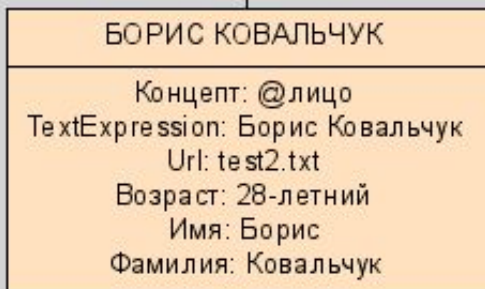 БОРИС КОВАЛЬЧУК
Концепт: @лицо
TextExpression: Борис Ковальчук
Url: test2.txt
Возраст: 28-летний
Имя: Борис
Фамилия: Ковальчук